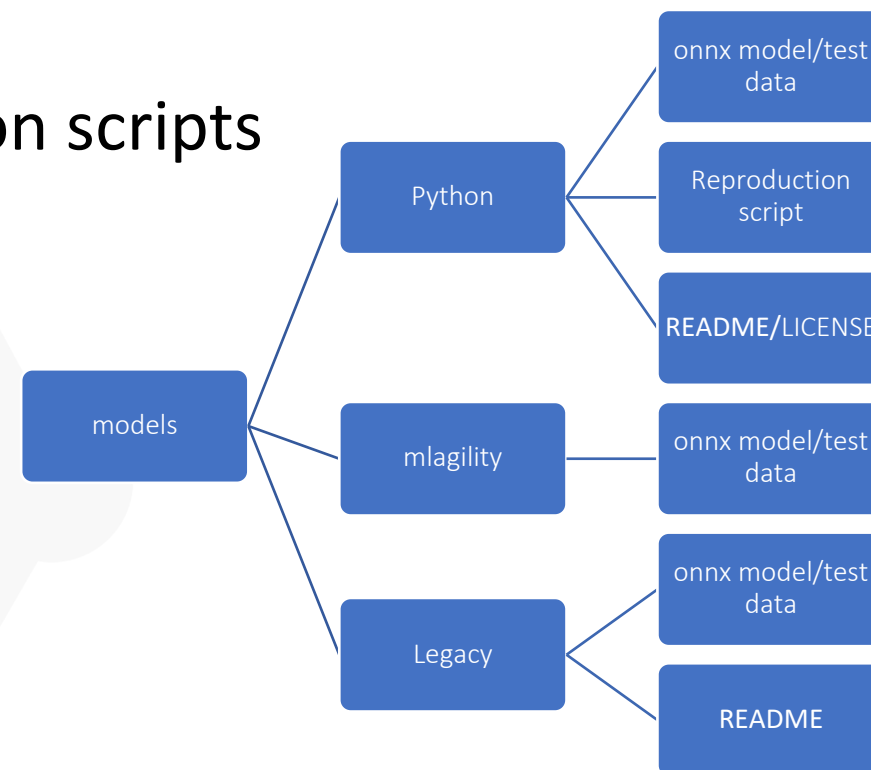 on scripts
onnx model/test
data
Python
Reproduction
script
README/LICENSE
models
mlagility
onnx model/test
data
onnx model/test
data
Legacy
README